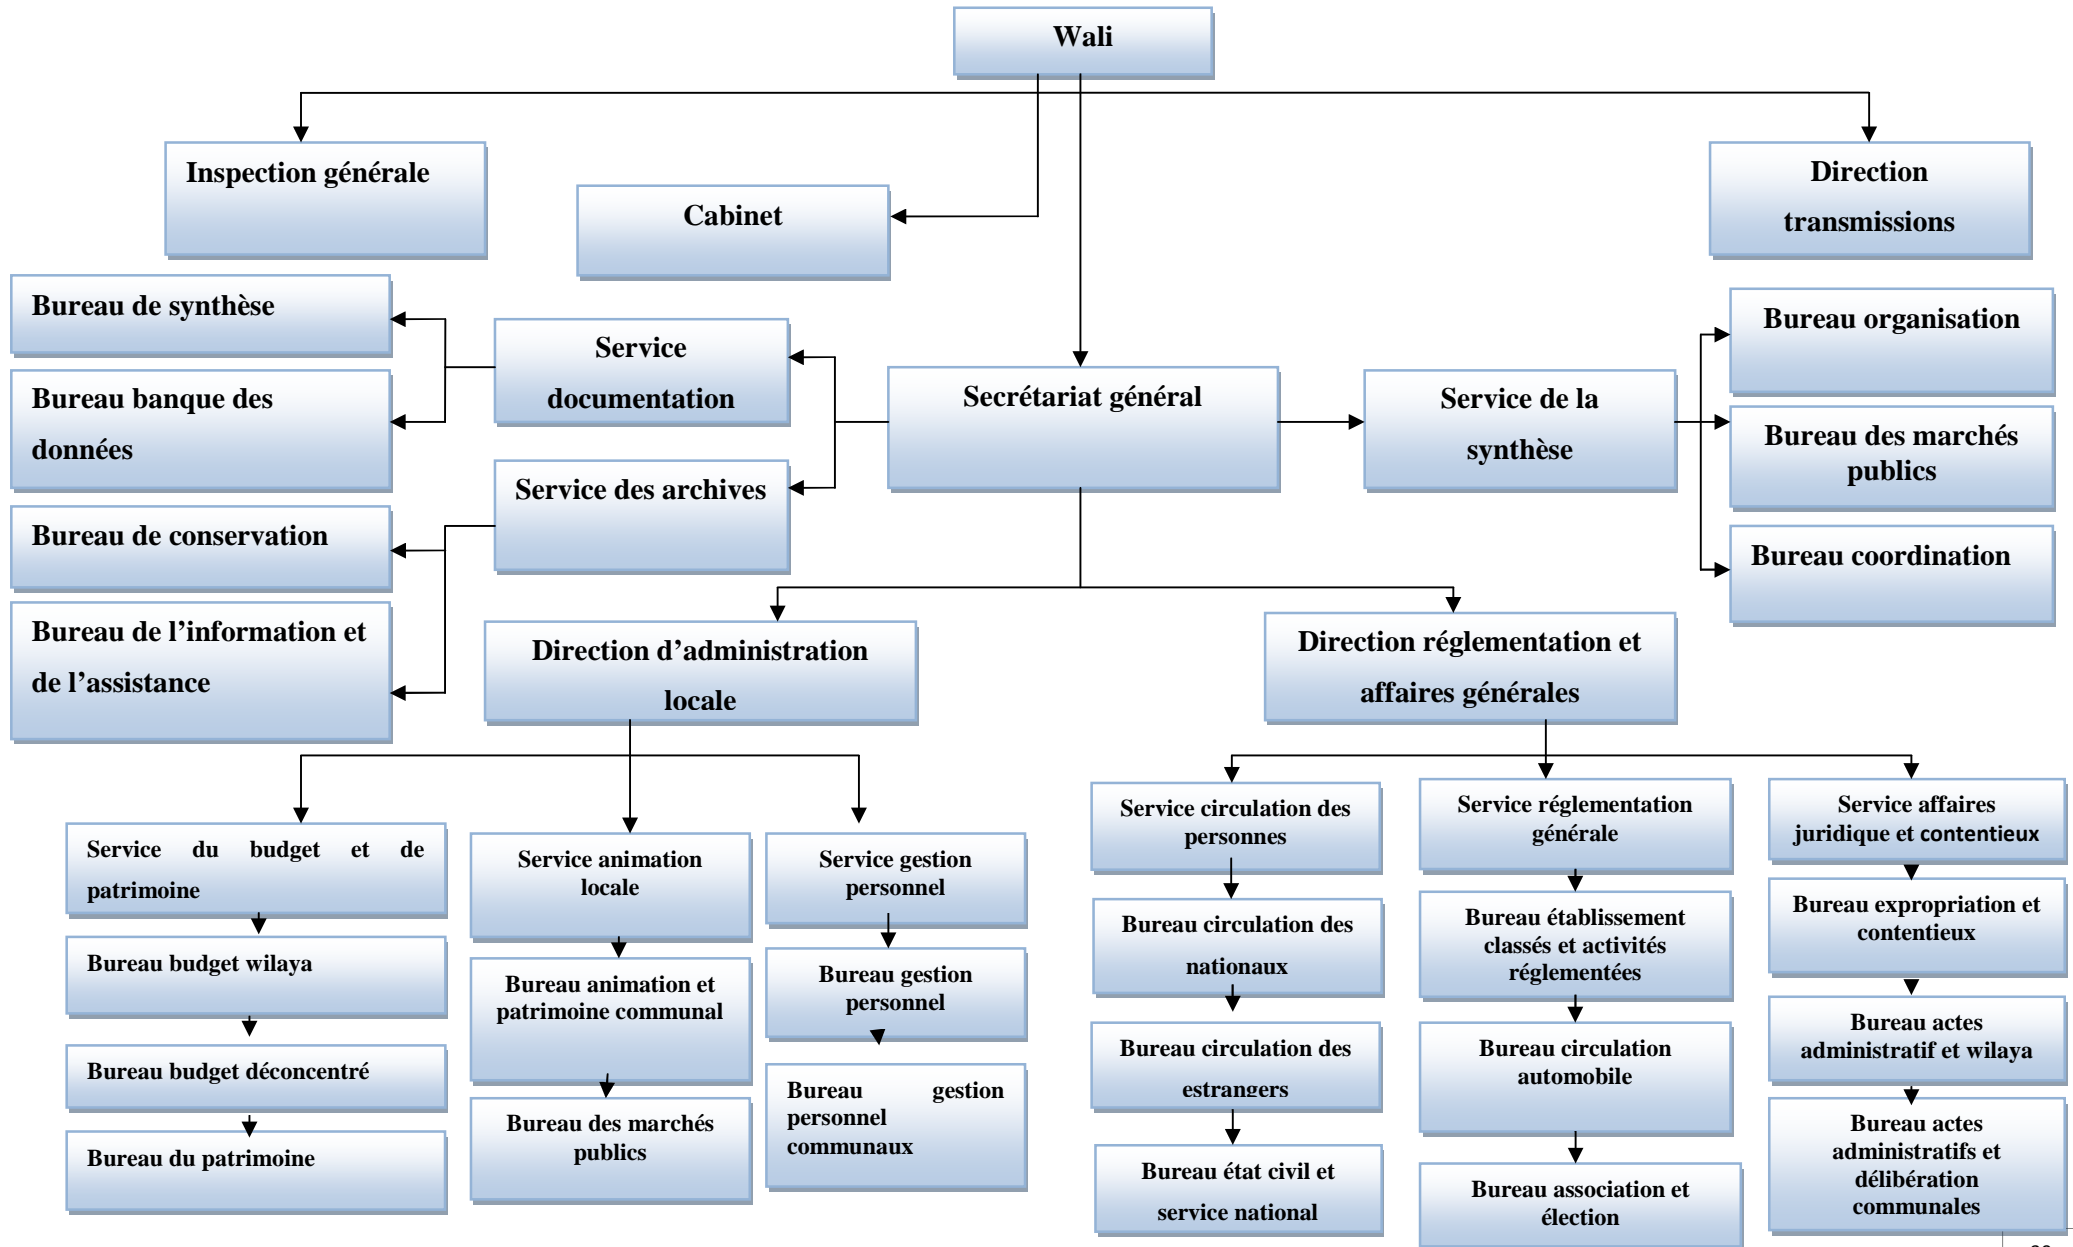 Wali
Inspection générale
Cabinet
Direction
transmissions
Bureau de synthèse
Bureau banque des
données
Bureau de conservation
Bureau de l’information et
de l’assistance
Service
documentation
Service des archives
Secrétariat général
Service de la
synthèse
Bureau organisation
Bureau des marchés
publics
Bureau coordination
Direction d’administration
locale
Direction réglementation et
affaires générales
Service du budget et de
patrimoine
Bureau budget wilaya
Bureau budget déconcentré
Bureau du patrimoine
Service animation
locale
Bureau animation et
patrimoine communal
Bureau des marchés
publics
Service gestion
personnel
Bureau gestion
personnel
Bureau gestion
personnel
communaux
Service circulation des
personnes
Bureau circulation des
nationaux
Bureau circulation des
estrangers
Bureau état civil et
service national
Service réglementation
générale
Bureau établissement
classés et activités
réglementées
Bureau circulation
automobile
Bureau association et
élection
Service affaires
juridique et contentieux
Bureau expropriation et
contentieux
Bureau actes
administratif et wilaya
Bureau actes
administratifs et
délibération
communales